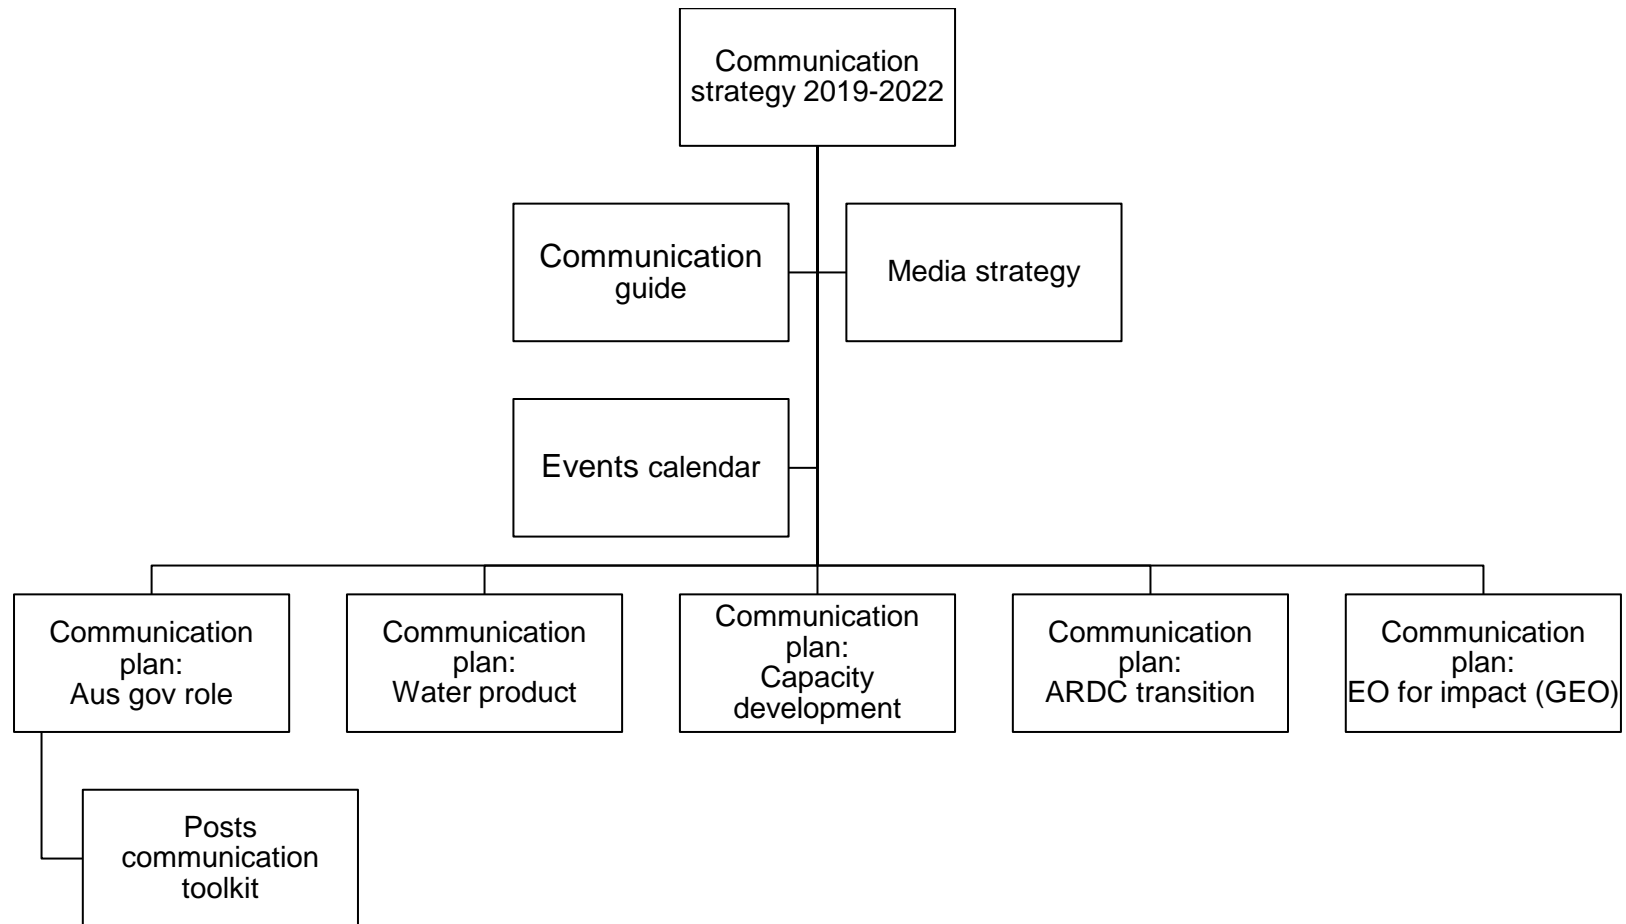 Communication
strategy 2019-2022
Communication
guide
Media strategy
Events calendar
Communication
plan:
Aus gov role
Communication
plan:
Water product
Communication
plan:
Capacity
development
Communication
plan:
ARDC transition
Communication
plan:
EO for impact (GEO)
Posts
communication
toolkit